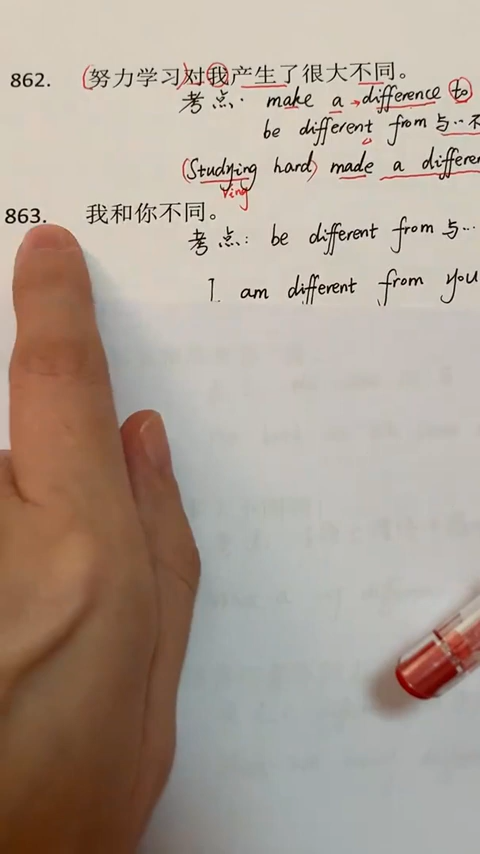 862. (努力学习)对我产生了很大不同。
考点: make a difference to
be different from 与…不
(Studying hard) made a differen
Ving
863. 我和你不同。
考点: be different from 与…
I am different from you